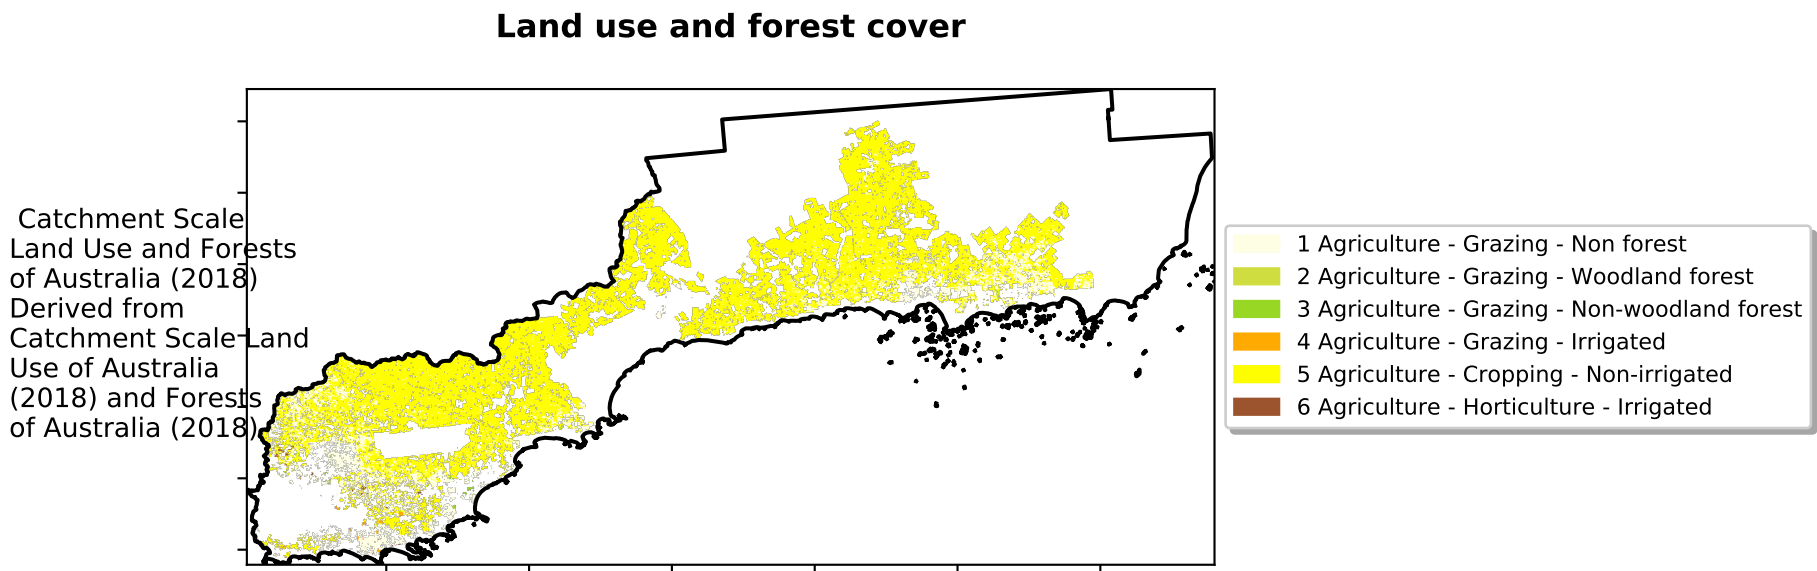 Land use and forest cover
Catchment Scale
Land Use and Forests
of Australia (2018)
Derived from
Catchment Scale Land
Use of Australia
(2018) and Forests
of Australia (2018)
1 Agriculture - Grazing - Non forest
2 Agriculture - Grazing - Woodland forest
3 Agriculture - Grazing - Non-woodland forest
4 Agriculture - Grazing - Irrigated
5 Agriculture - Cropping - Non-irrigated
6 Agriculture - Horticulture - Irrigated